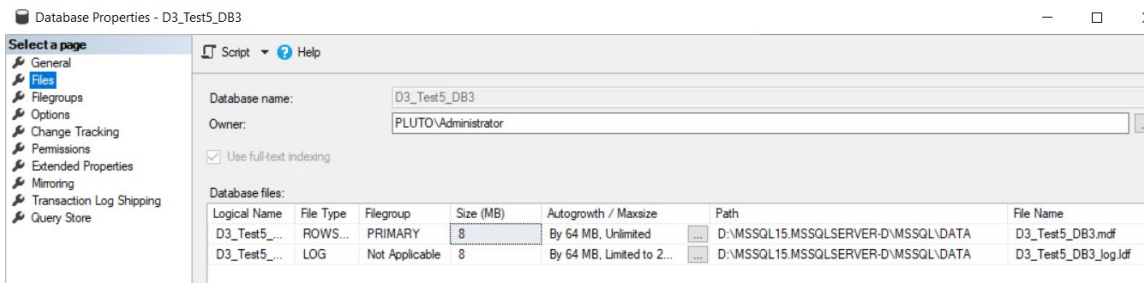 Database Properties - D3_Test5_DB3
Select a page
General
Files
Filegroups
Options
Change Tracking
Permissions
Extended Properties
Mirroring
Transaction Log Shipping
Query Store
Script ? Help
Database name: D3_Test5_DB3
Owner: PLUTO\Administrator ...
Use full-text indexing
Database files:
Logical Name File Type Filegroup Size (MB) Autogrowth / Maxsize Path File Name
D3_Test5_... ROWS... PRIMARY 8 By 64 MB, Unlimited ... D:\MSSQL15.MSSQLSERVER-D\MSSQL\DATA D3_Test5_DB3.mdf
D3_Test5_... LOG Not Applicable 8 By 64 MB, Limited to 2... ... D:\MSSQL15.MSSQLSERVER-D\MSSQL\DATA D3_Test5_DB3_log.ldf